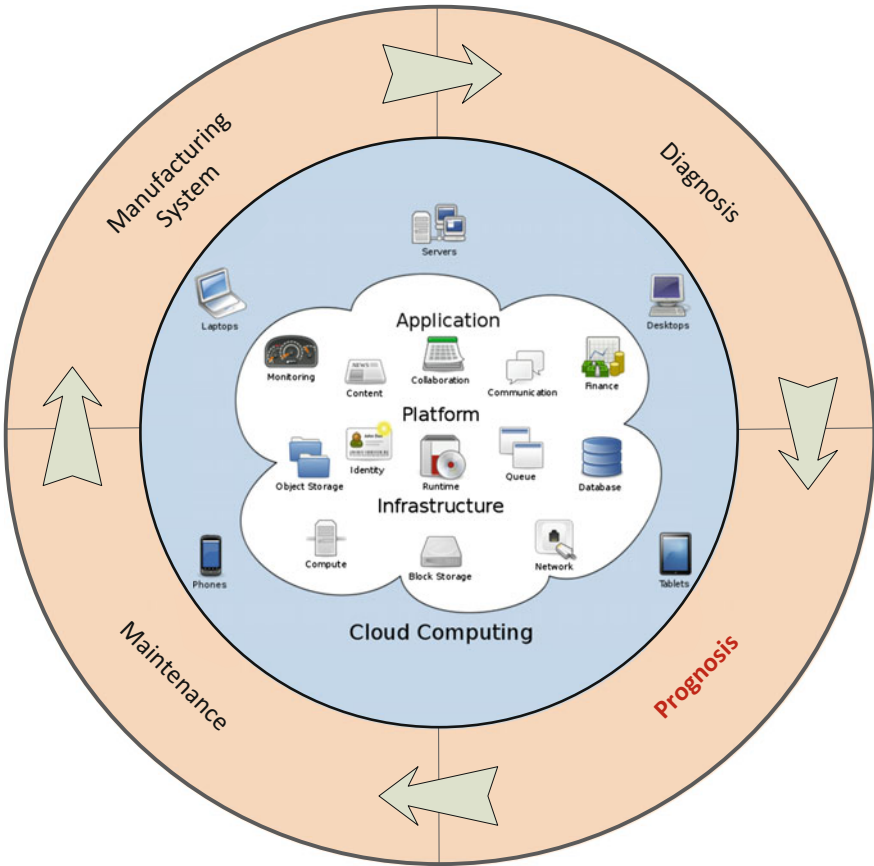 Manufacturing
System
Diagnosis
Servers
Laptops
Desktops
Application
Monitoring
Content
Collaboration
Communication
Finance
Platform
Object Storage
Identity
Runtime
Queue
Database
Infrastructure
Compute
Block Storage
Network
Phones
Tablets
Cloud Computing
Maintenance
Prognosis